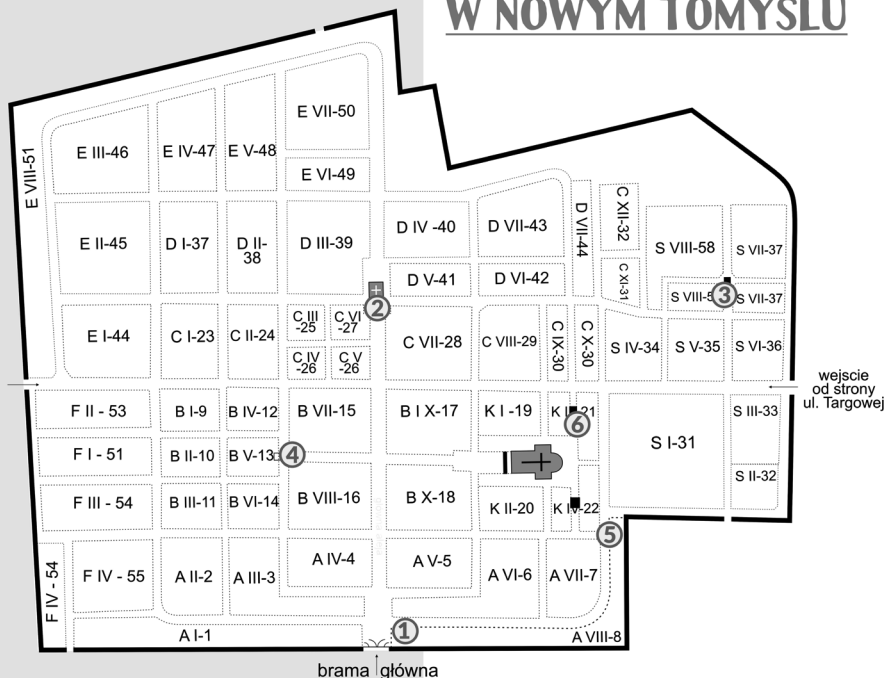 W NOWYM TOMYŚLU
E VII-50
E III-46
E IV-47
E V-48
E VI-49
E VIII-51
C XII-32
D VII-44
D IV -40
D VII-43
E II-45
D I-37
D II-
38
D III-39
S VIII-58
S VII-37
D V-41
D VI-42
C XI-31
2
3
S VII-37
C III
-25
C VI
-27
E I-44
C I-23
C II-24
C VII-28
C VIII-29
C IX-30
C X-30
S IV-34
S V-35
S VI-36
C IV
-26
C V
-26
wejście
od strony
ul. Targowej
F II - 53
B I-9
B IV-12
B VII-15
B I X-17
K I -19
6
S III-33
S I-31
F I - 51
B II-10
B V-13
4
S II-32
F III - 54
B III-11
B VI-14
B VIII-16
B X-18
K II-20
K IV-22
5
F IV - 54
F IV - 55
A II-2
A III-3
A IV-4
A V-5
A VI-6
A VII-7
A I-1
1
A VIII-8
brama główna